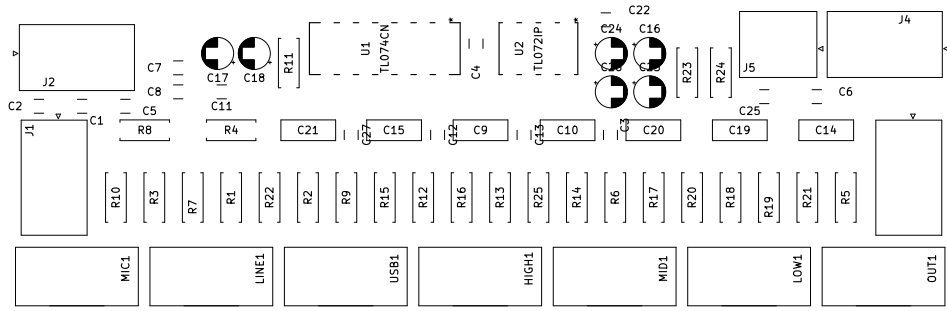 C22
C24 C16
J4
U1
TL074CN
*
U2
TL072IP
*
R11
C7
C17 C18
C4
R23
R24
J5
J2
C8
C6
C2
C1
C5
C11
C25
J1
R8
R4
C21
C27
C15
C12
C9
C13
C10
C3
C20
C19
C14
R10
R3
R7
R1
R22
R2
R9
R15
R12
R16
R13
R25
R14
R6
R17
R20
R18
R19
R21
R5
MIC1
LINE1
USB1
HIGH1
MID1
LOW1
OUT1